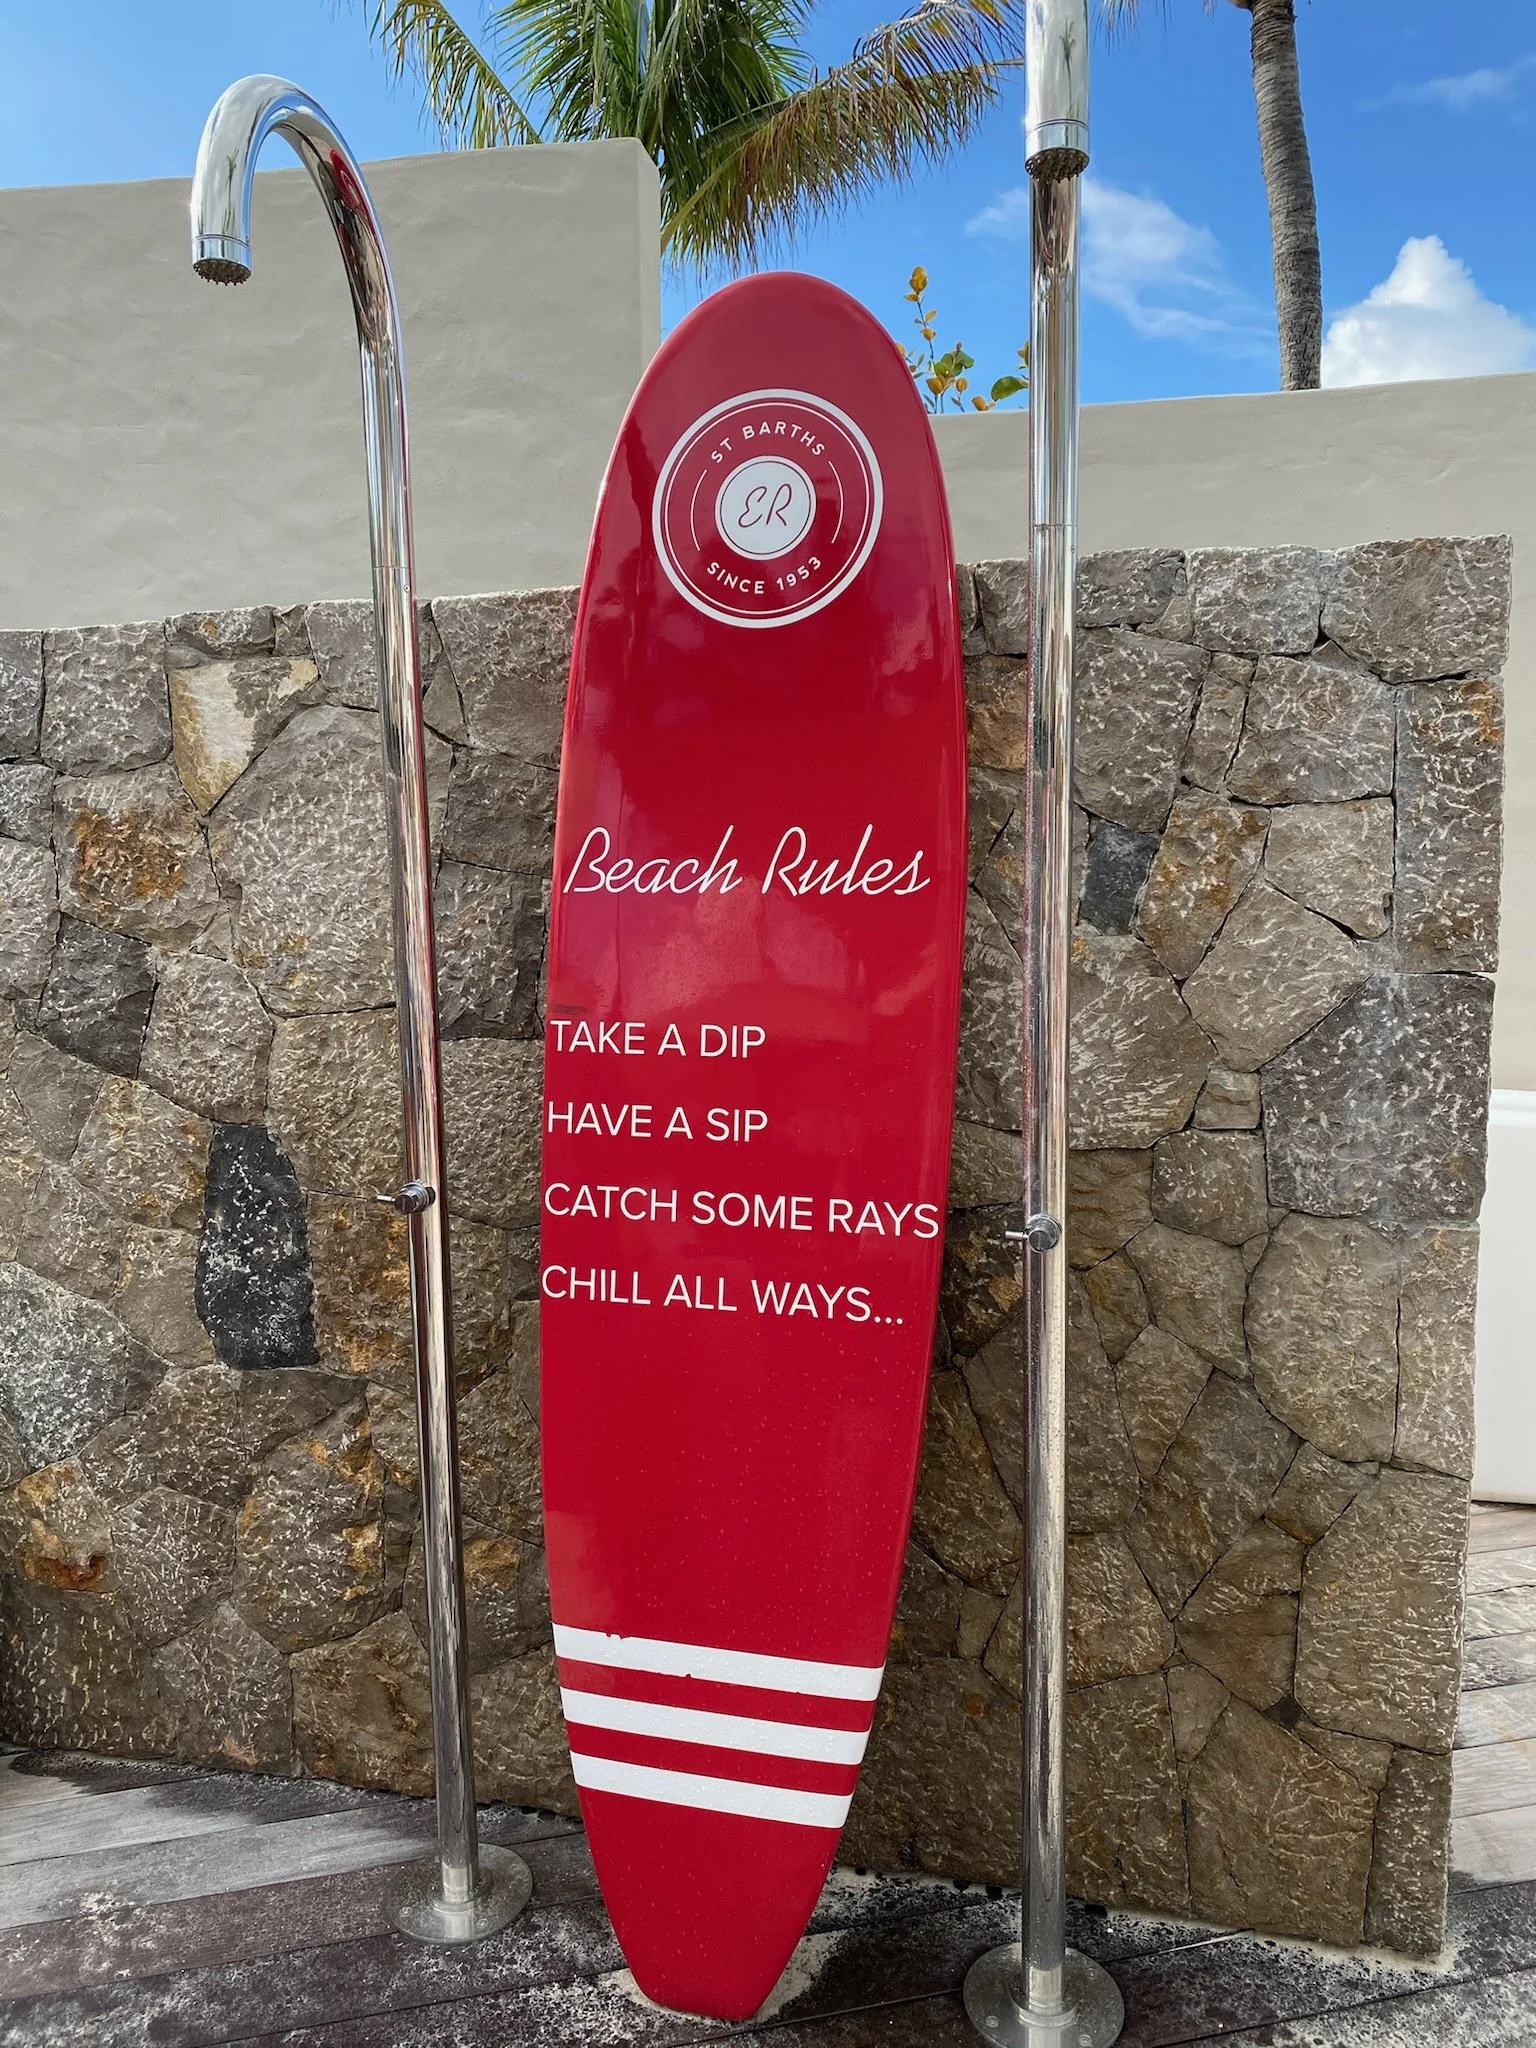 ST BARTHS
ER
SINCE 1953
Beach Rules
TAKE A DIP
HAVE A SIP
CATCH SOME RAYS
CHILL ALL WAYS...